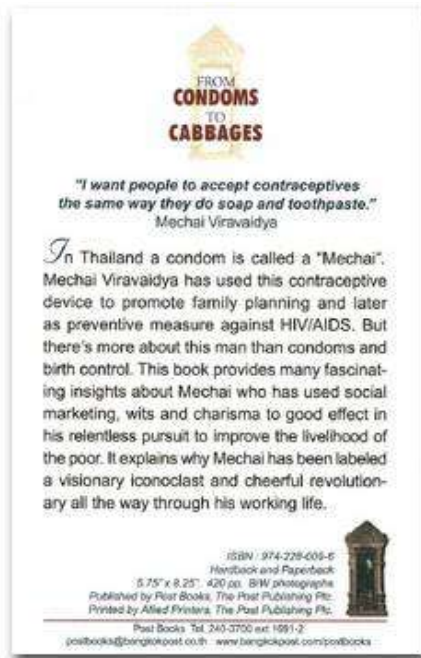 FROM
CONDOMS
TO
CABBAGES
"I want people to accept contraceptives
the same way they do soap and toothpaste."
Mechai Viravaidya
In Thailand a condom is called a "Mechai".
Mechai Viravaidya has used this contraceptive
device to promote family planning and later
as preventive measure against HIV/AIDS. But
there's more about this man than condoms and
birth control. This book provides many fascinat-
ing insights about Mechai who has used social
marketing, wits and charisma to good effect in
his relentless pursuit to improve the livelihood of
the poor. It explains why Mechai has been labeled
a visionary iconoclast and cheerful revolution-
ary all the way through his working life.
ISBN : 974-228-009-6
Hardback and Paperback
5.75" x 8.25", 420 pp, B/W photographs
Published by Post Books, The Post Publishing Plc.
Printed by Allied Printers, The Post Publishing Plc.
Post Books Tel. 240-3700 ext 1691-2
postbooks@bangkokpost.co.th www.bangkokpost.com/postbooks